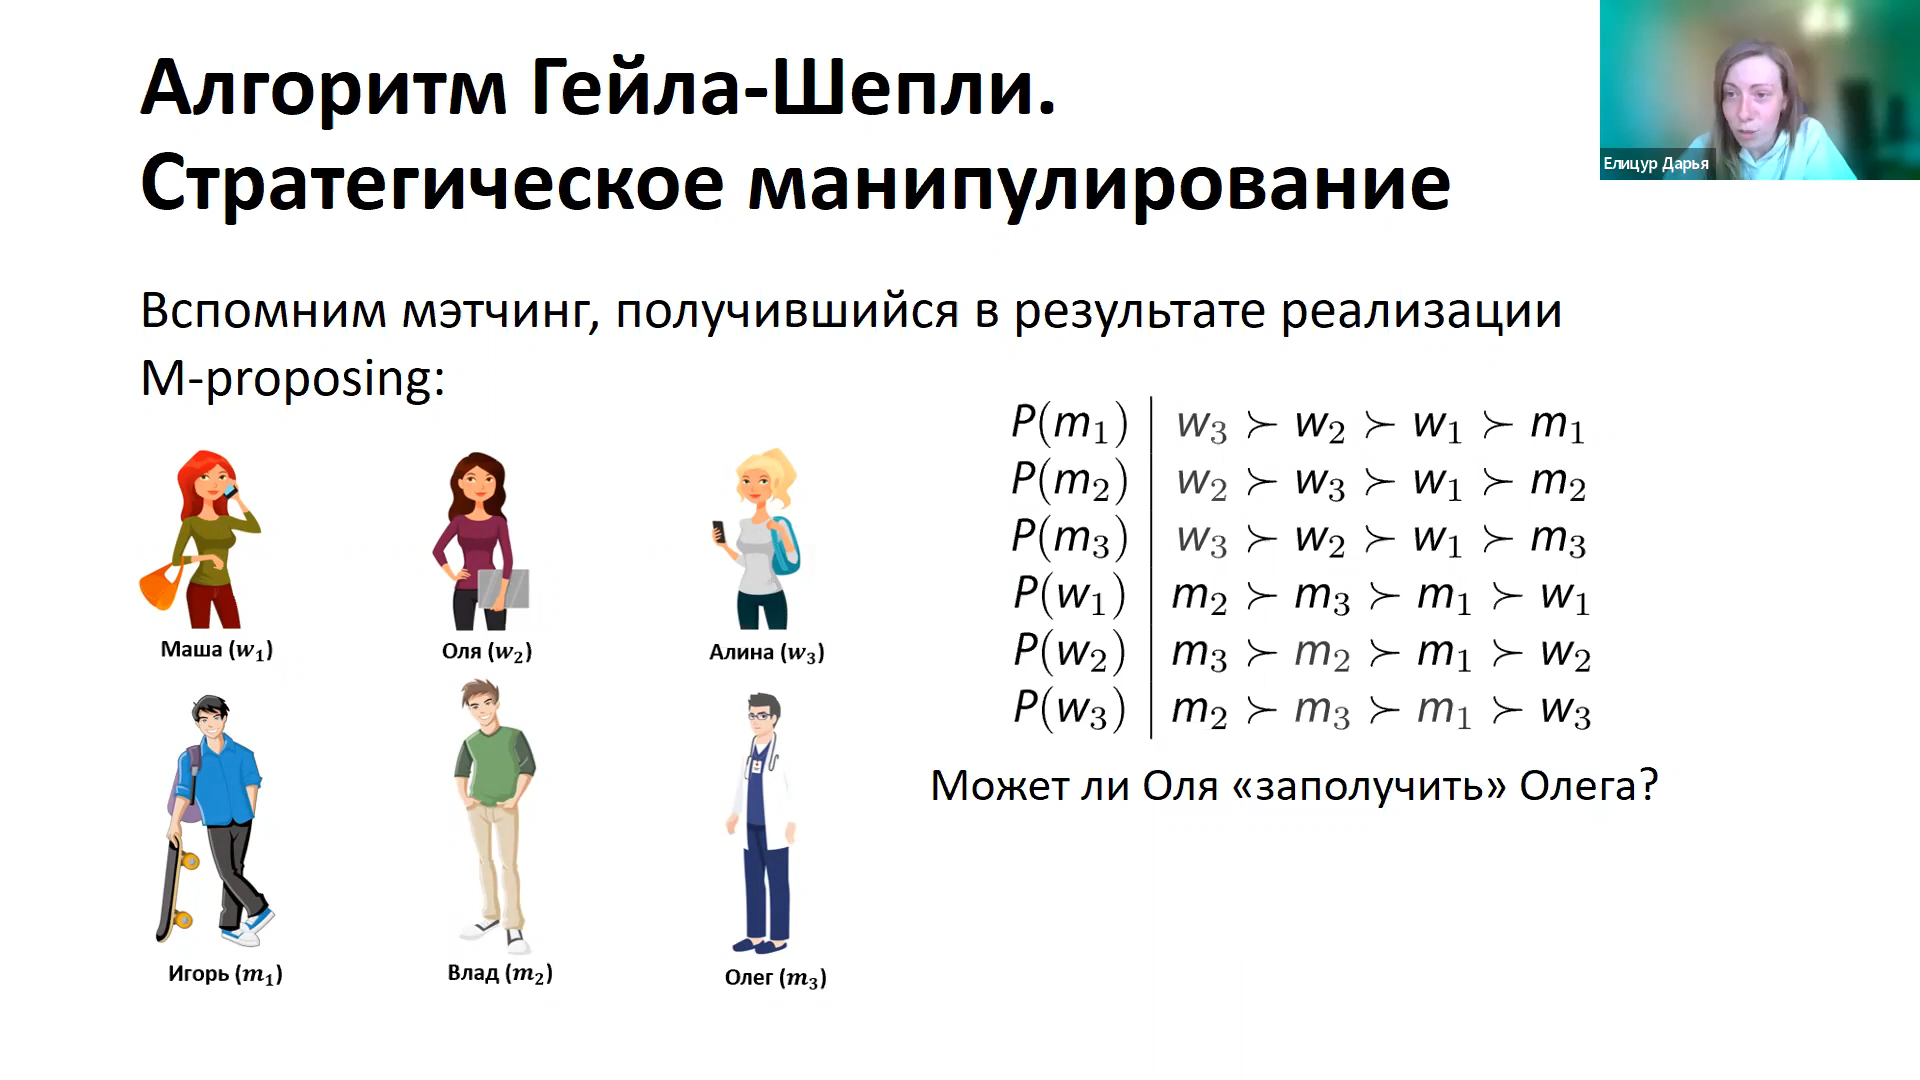 Алгоритм Гейла-Шепли.
Стратегическое манипулирование
Елицур Дарья
Вспомним мэтчинг, получившийся в результате реализации
M-proposing:
P(m₁) | w₃ ≻ w₂ ≻ w₁ ≻ m₁
P(m₂) | w₂ ≻ w₃ ≻ w₁ ≻ m₂
P(m₃) | w₃ ≻ w₂ ≻ w₁ ≻ m₃
P(w₁) | m₂ ≻ m₃ ≻ m₁ ≻ w₁
P(w₂) | m₃ ≻ m₂ ≻ m₁ ≻ w₂
P(w₃) | m₂ ≻ m₃ ≻ m₁ ≻ w₃
Маша (w₁)
Оля (w₂)
Алина (w₃)
Может ли Оля «заполучить» Олега?
Игорь (m₁)
Влад (m₂)
Олег (m₃)